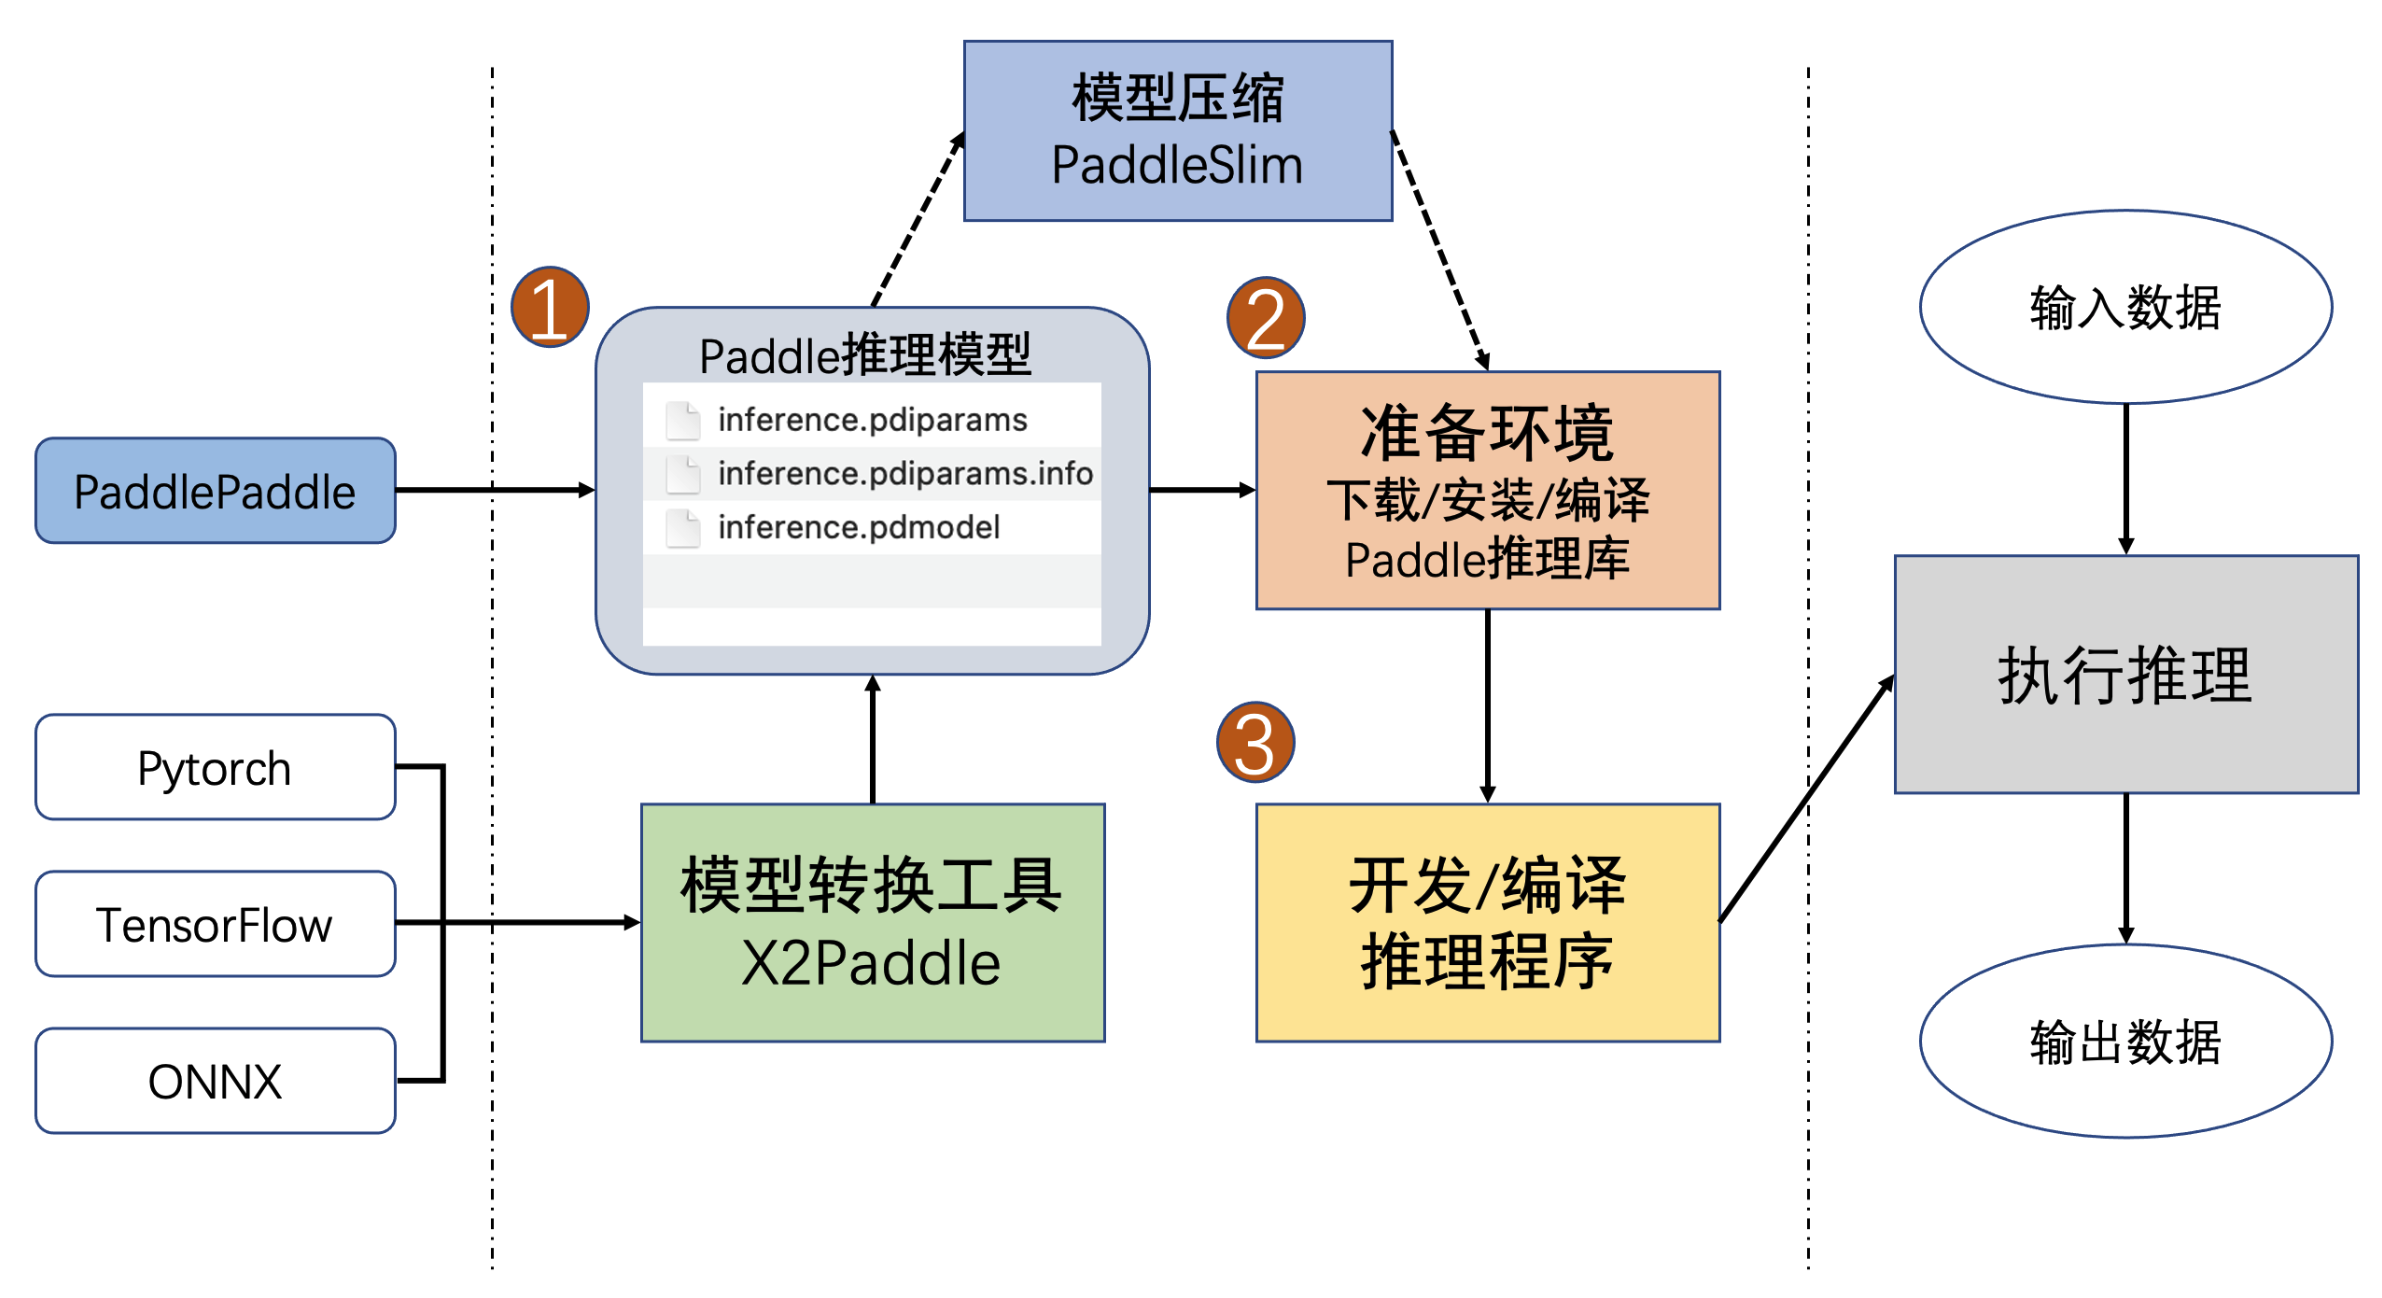 PaddlePaddle
Pytorch
TensorFlow
ONNX
1
Paddle推理模型
inference.pdiparams
inference.pdiparams.info
inference.pdmodel
模型转换工具
X2Paddle
模型压缩
PaddleSlim
2
准备环境
下载/安装/编译
Paddle推理库
3
开发/编译
推理程序
输入数据
执行推理
输出数据